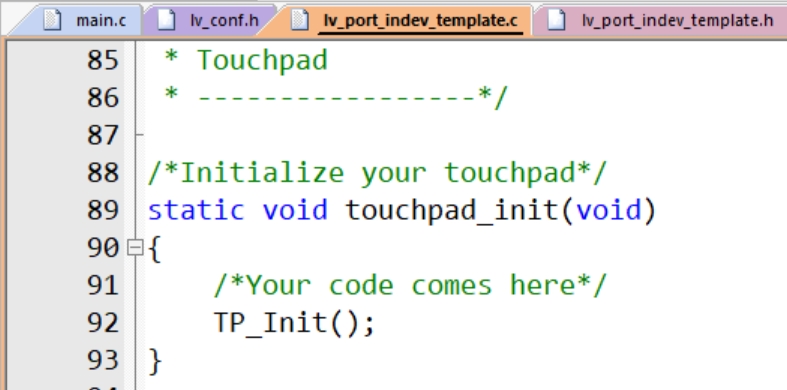 main.c lv_conf.h lv_port_indev_template.c lv_port_indev_template.h
85 * Touchpad
86 * -----------------*/
87
88 /*Initialize your touchpad*/
89 static void touchpad_init(void)
90 {
91 /*Your code comes here*/
92 TP_Init();
93 }